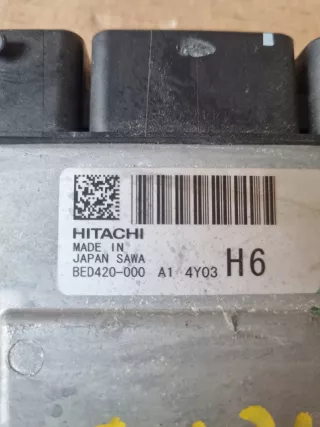 HITACHI
MADE IN
JAPAN SAWA
BED420-000 A1 4Y03 H6